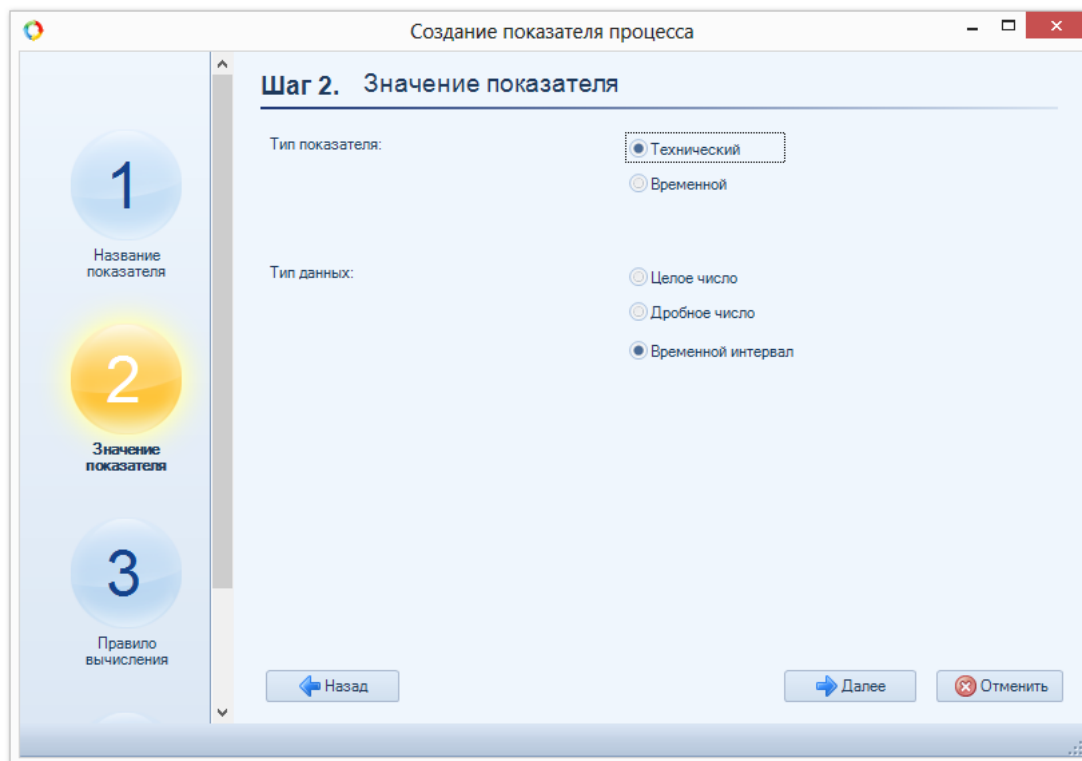 Создание показателя процесса
Шаг 2. Значение показателя
1
Название
показателя
2
Значение
показателя
3
Правило
вычисления
Тип показателя:
Технический
Временной
Тип данных:
Целое число
Дробное число
Временной интервал
Назад
Далее
Отменить